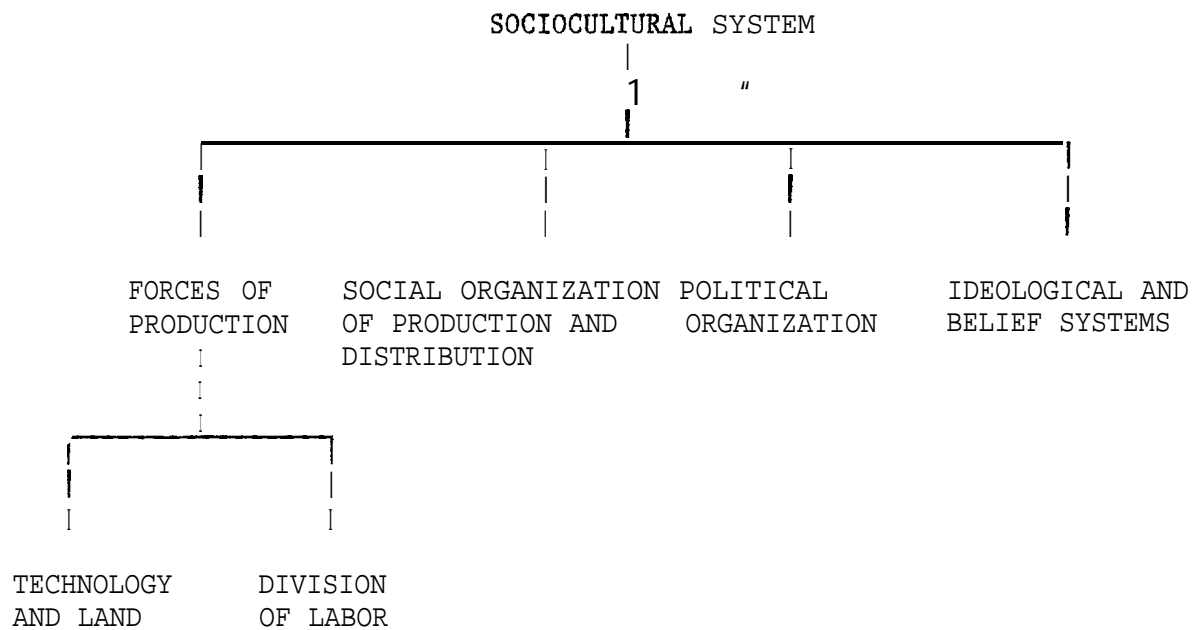 SOCIOCULTURAL SYSTEM
1 "
FORCES OF
PRODUCTION
SOCIAL ORGANIZATION
OF PRODUCTION AND
DISTRIBUTION
POLITICAL
ORGANIZATION
IDEOLOGICAL AND
BELIEF SYSTEMS
TECHNOLOGY
AND LAND
DIVISION
OF LABOR